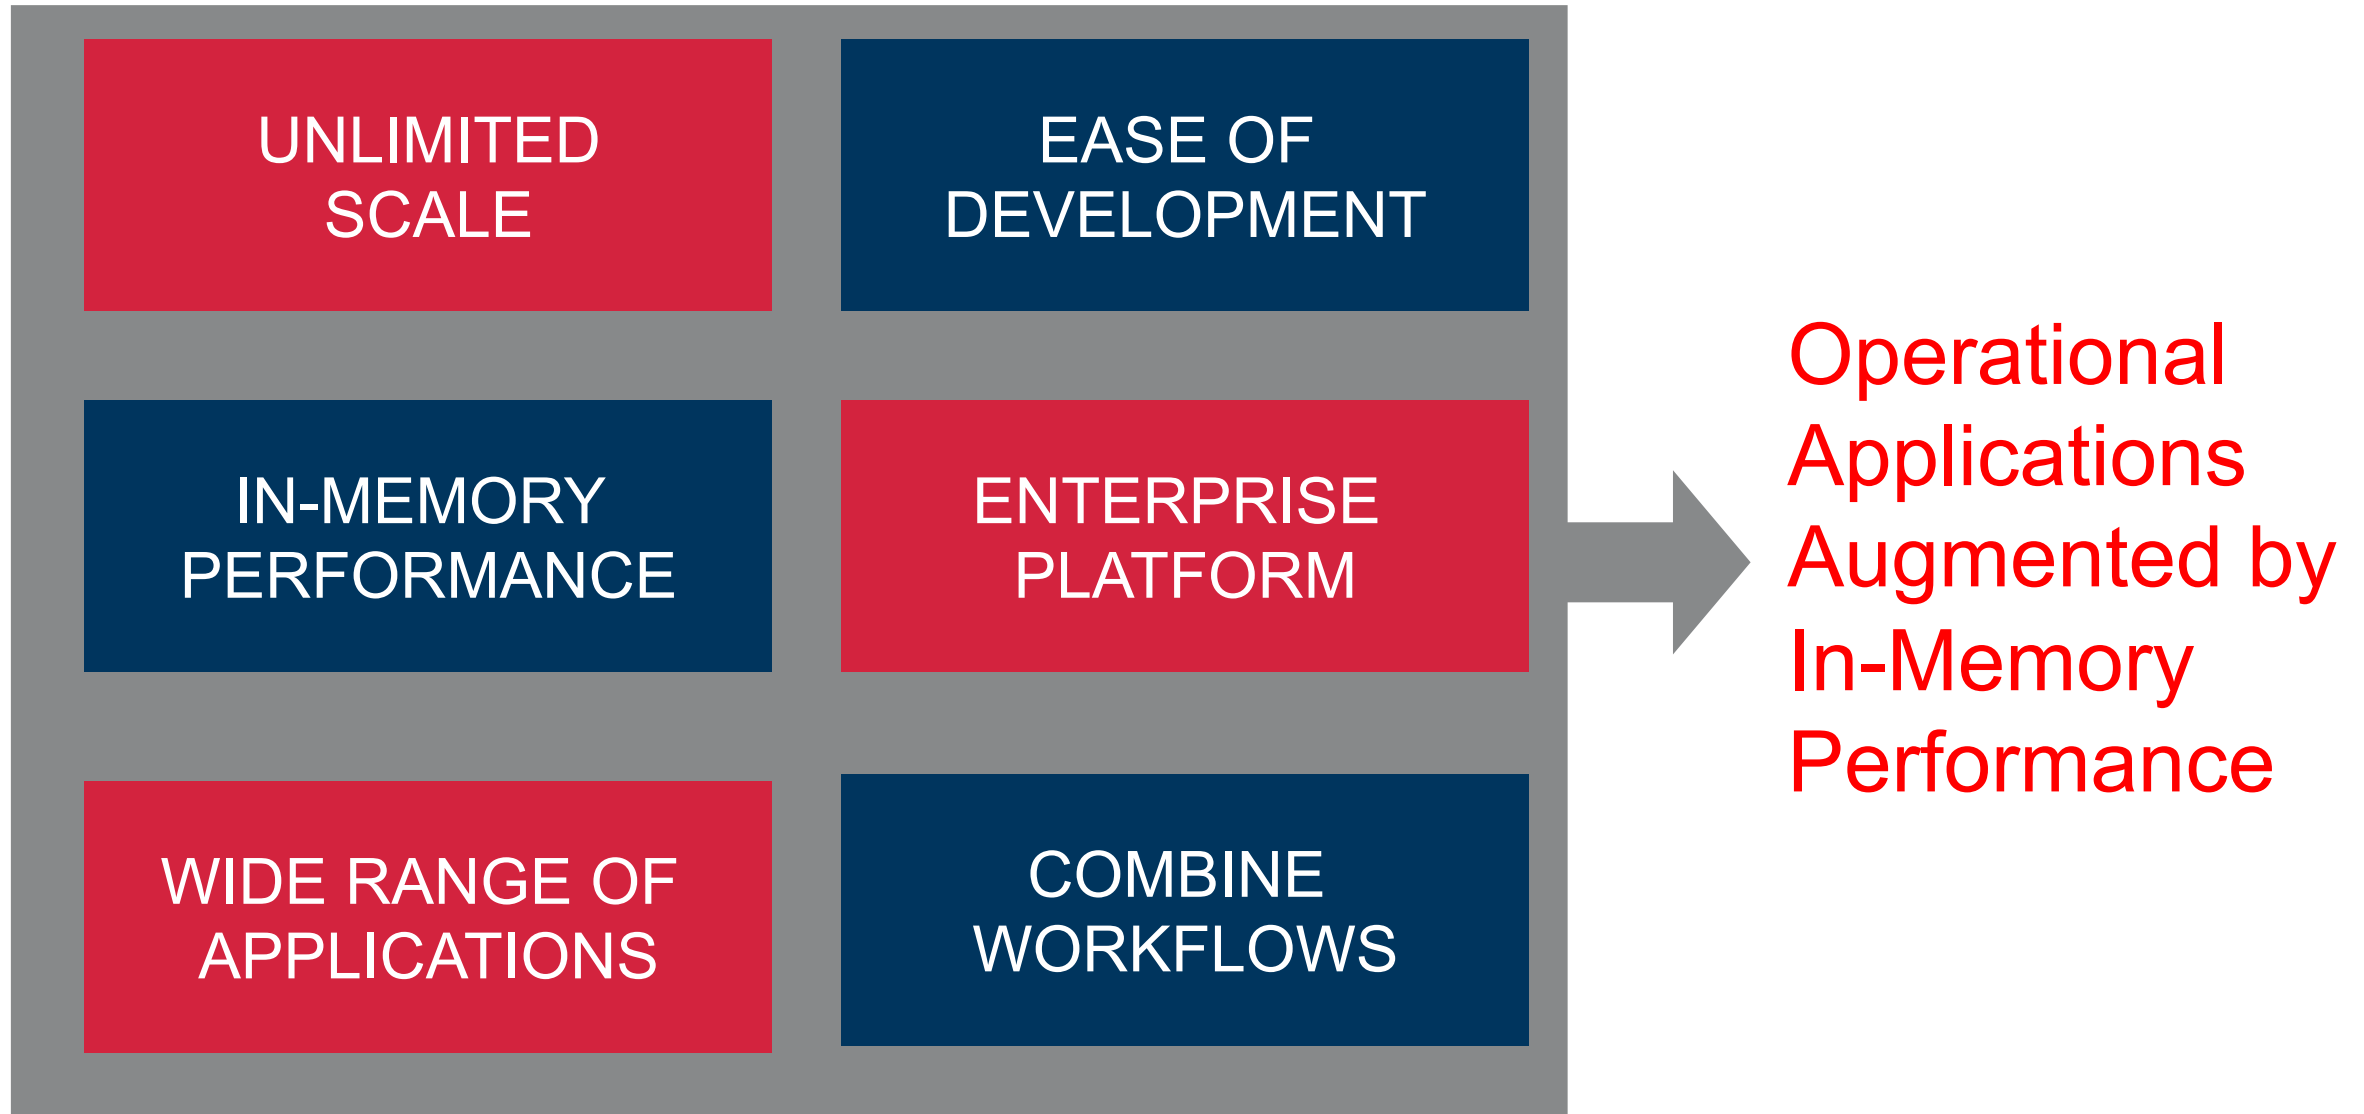 UNLIMITED
SCALE
EASE OF
DEVELOPMENT
IN-MEMORY
PERFORMANCE
ENTERPRISE
PLATFORM
WIDE RANGE OF
APPLICATIONS
COMBINE
WORKFLOWS
Operational
Applications
Augmented by
In-Memory
Performance